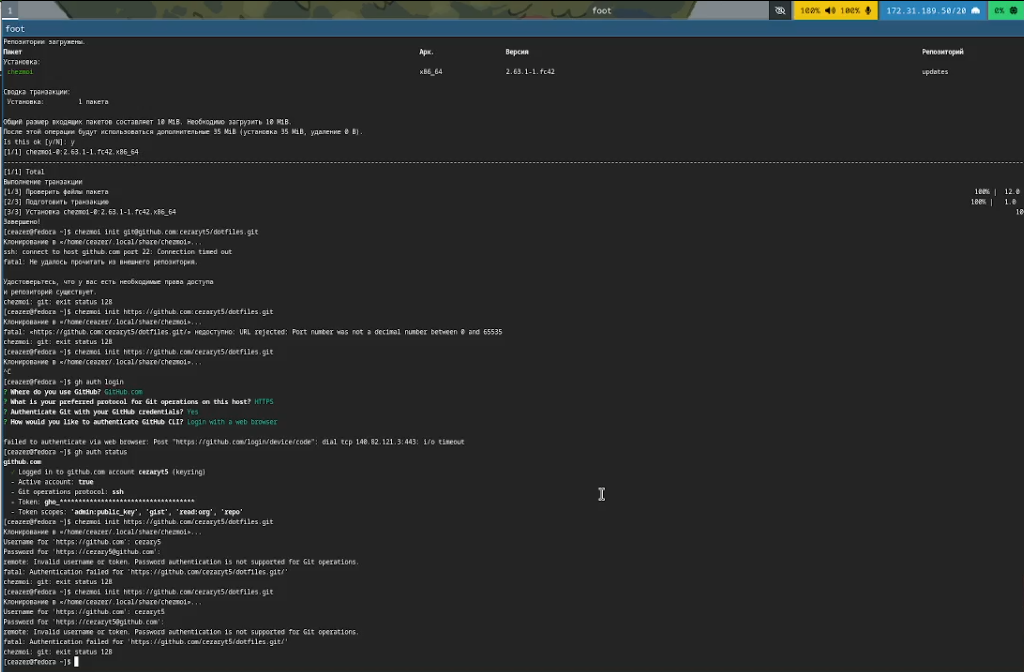 1
foot
100% 100%
172.31.189.50/20
0%
foot
Репозитории загружены.
Пакет Арх. Версия Репозиторий
Установка:
chezmoi x86_64 2.63.1-1.fc42 updates
Сводка транзакции:
Установка: 1 пакета
Общий размер входящих пакетов составляет 10 MiB. Необходимо загрузить 10 MiB.
После этой операции будут использоваться дополнительные 35 MiB (установка 35 MiB, удаление 0 B).
Is this ok [y/N]: y
[1/1] chezmoi-0:2.63.1-1.fc42.x86_64
[1/1] Total
Выполнение транзакции
[1/3] Проверить файлы пакета 100% | 12.0
[2/3] Подготовить транзакцию 100% | 1.0
[3/3] Установка chezmoi-0:2.63.1-1.fc42.x86_64 10
Завершено!
[ceazer@fedora ~]$ chezmoi init git@github.com:cezaryt5/dotfiles.git
Клонирование в «/home/ceazer/.local/share/chezmoi»...
ssh: connect to host github.com port 22: Connection timed out
fatal: Не удалось прочитать из внешнего репозитория.
Удостоверьтесь, что у вас есть необходимые права доступа
и репозиторий существует.
chezmoi: git: exit status 128
[ceazer@fedora ~]$ chezmoi init https://github.com:cezaryt5/dotfiles.git
Клонирование в «/home/ceazer/.local/share/chezmoi»...
fatal: «https://github.com:cezaryt5/dotfiles.git/» недоступно: URL rejected: Port number was not a decimal number between 0 and 65535
chezmoi: git: exit status 128
[ceazer@fedora ~]$ chezmoi init https://github.com/cezaryt5/dotfiles.git
Клонирование в «/home/ceazer/.local/share/chezmoi»...
^C
[ceazer@fedora ~]$ gh auth login
? Where do you use GitHub? GitHub.com
? What is your preferred protocol for Git operations on this host? HTTPS
? Authenticate Git with your GitHub credentials? Yes
? How would you like to authenticate GitHub CLI? Login with a web browser
failed to authenticate via web browser: Post "https://github.com/login/device/code": dial tcp 140.82.121.3:443: i/o timeout
[ceazer@fedora ~]$ gh auth status
github.com
- Logged in to github.com account cezaryt5 (keyring)
- Active account: true
- Git operations protocol: ssh
- Token: gho_************************************
- Token scopes: 'admin:public_key', 'gist', 'read:org', 'repo'
[ceazer@fedora ~]$ chezmoi init https://github.com/cezaryt5/dotfiles.git
Клонирование в «/home/ceazer/.local/share/chezmoi»...
Username for 'https://github.com': cezary5
Password for 'https://cezary5@github.com':
remote: Invalid username or token. Password authentication is not supported for Git operations.
fatal: Authentication failed for 'https://github.com/cezaryt5/dotfiles.git/'
chezmoi: git: exit status 128
[ceazer@fedora ~]$ chezmoi init https://github.com/cezaryt5/dotfiles.git
Клонирование в «/home/ceazer/.local/share/chezmoi»...
Username for 'https://github.com': cezaryt5
Password for 'https://cezaryt5@github.com':
remote: Invalid username or token. Password authentication is not supported for Git operations.
fatal: Authentication failed for 'https://github.com/cezaryt5/dotfiles.git/'
chezmoi: git: exit status 128
[ceazer@fedora ~]$